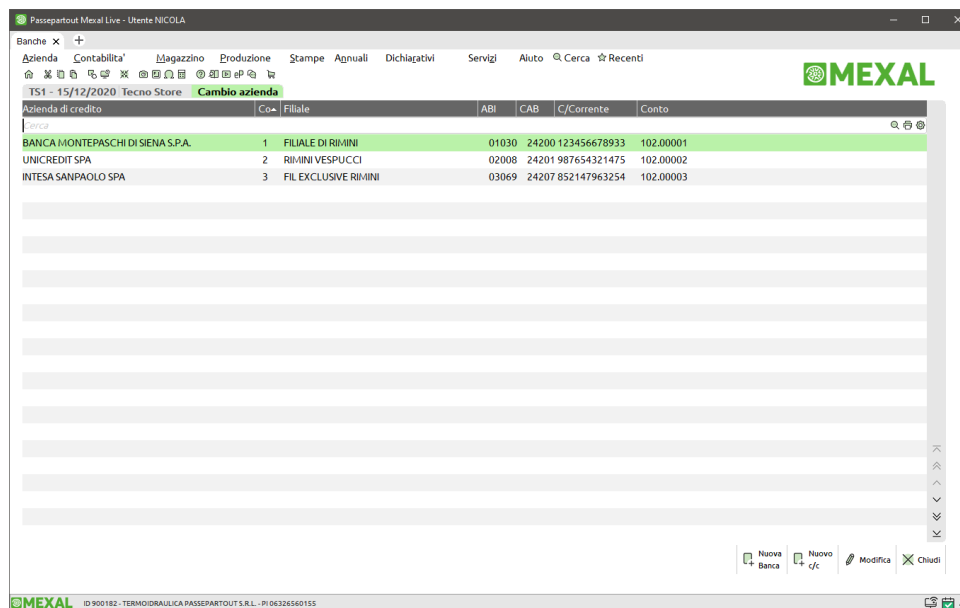 Passepartout Mexal Live - Utente NICOLA
Banche
Azienda Contabilita' Magazzino Produzione Stampe Annuali Dichiarativi Servizi Aiuto Cerca Recenti
MEXAL
TS1 - 15/12/2020 Tecno Store Cambio azienda
Azienda di credito Co Filiale ABI CAB C/Corrente Conto
Cerca
BANCA MONTEPASCHI DI SIENA S.P.A. 1 FILIALE DI RIMINI 01030 24200 123456678933 102.00001
UNICREDIT SPA 2 RIMINI VESPUCCI 02008 24201 987654321475 102.00002
INTESA SANPAOLO SPA 3 FIL EXCLUSIVE RIMINI 03069 24207 852147963254 102.00003
Nuova Banca Nuovo c/c Modifica Chiudi
MEXAL ID 900182 - TERMOIDRAULICA PASSEPARTOUT S.R.L. - PI 06326560155